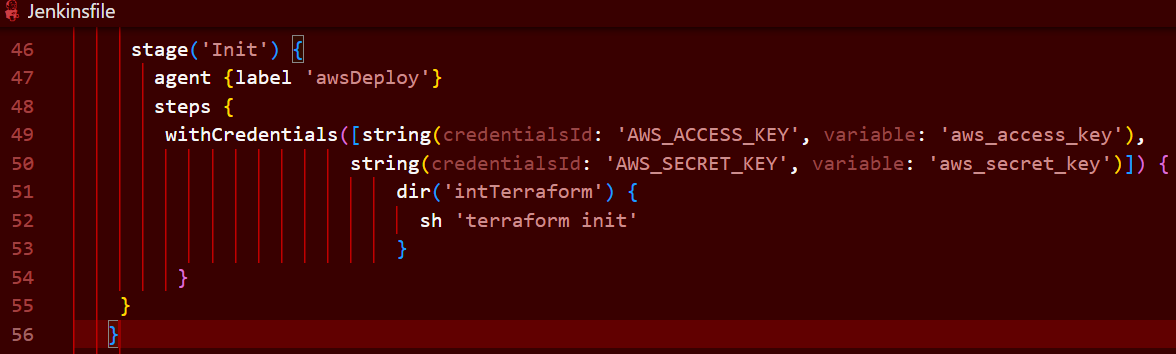 Jenkinsfile
46 stage('Init') {
47 agent {label 'awsDeploy'}
48 steps {
49 withCredentials([string(credentialsId: 'AWS_ACCESS_KEY', variable: 'aws_access_key'),
50 string(credentialsId: 'AWS_SECRET_KEY', variable: 'aws_secret_key')]) {
51 dir('intTerraform') {
52 sh 'terraform init'
53 }
54 }
55 }
56 }